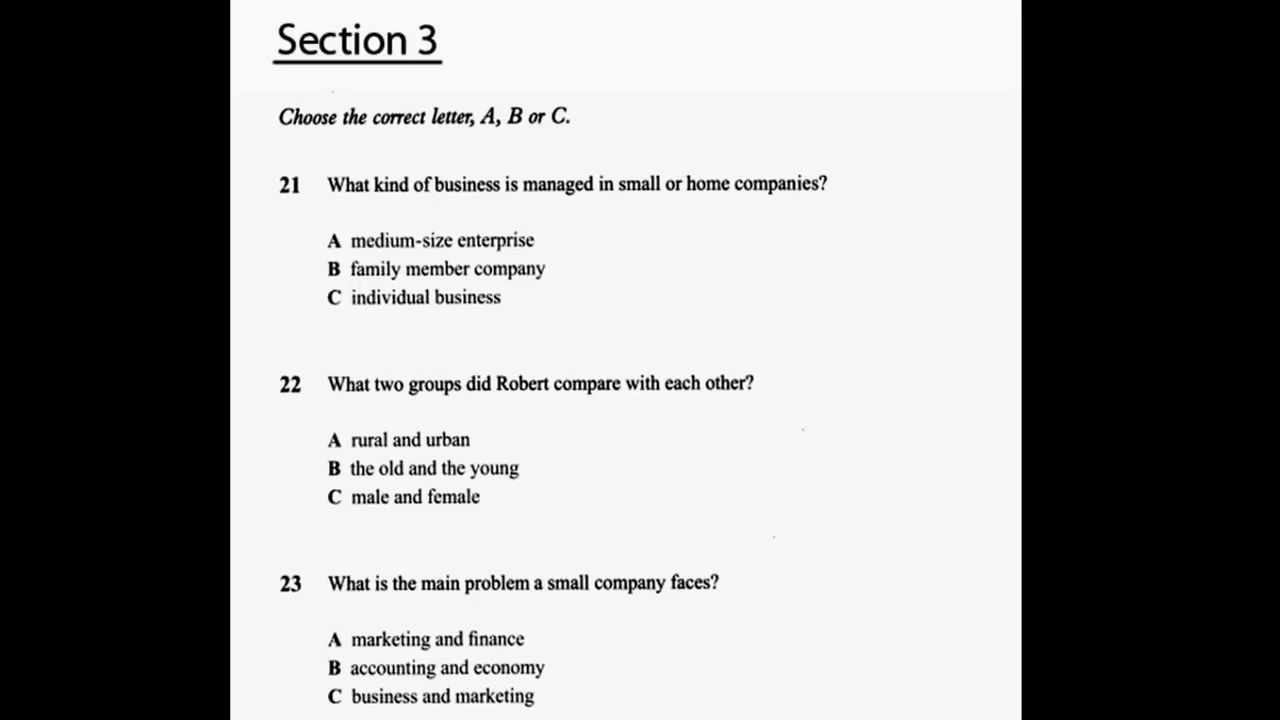 Section 3
Choose the correct letter, A, B or C.
21 What kind of business is managed in small or home companies?
A medium-size enterprise
B family member company
C individual business
22 What two groups did Robert compare with each other?
A rural and urban
B the old and the young
C male and female
23 What is the main problem a small company faces?
A marketing and finance
B accounting and economy
C business and marketing